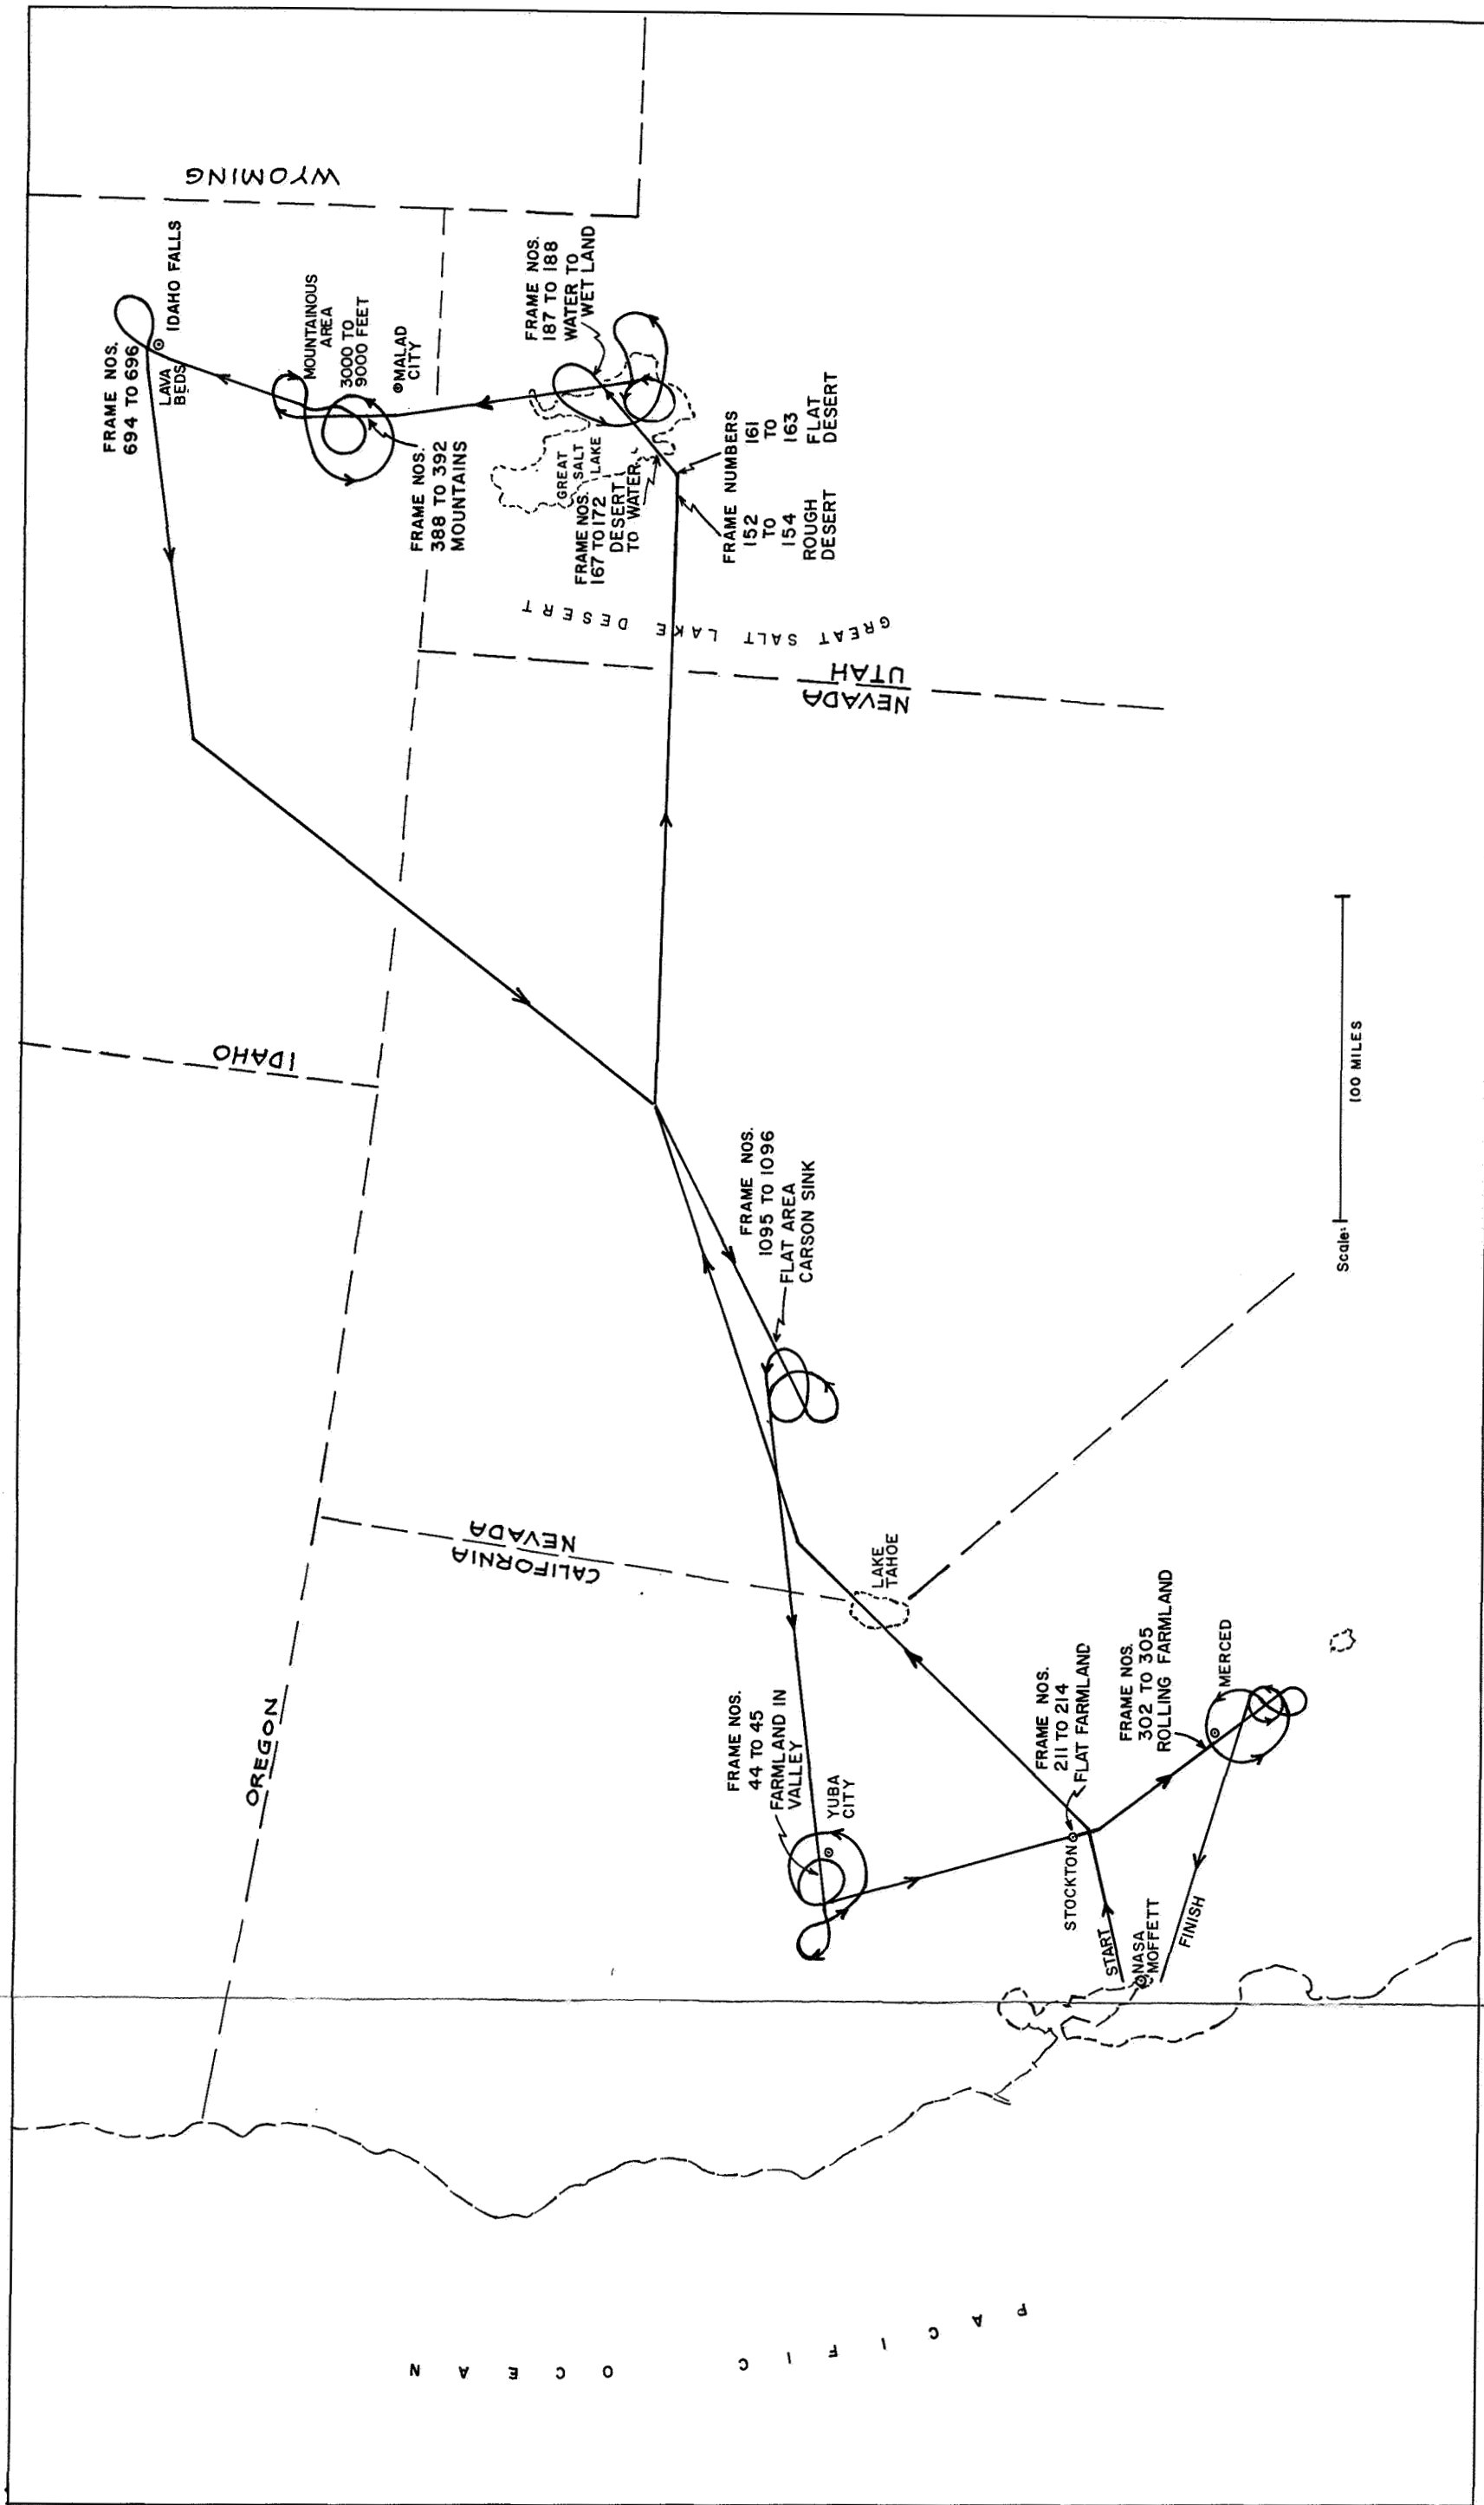 WYOMING
FRAME NOS.
694 TO 696
LAVA
BEDS
IDAHO FALLS
MOUNTAINOUS
AREA
3000 TO
9000 FEET
MALAD
CITY
FRAME NOS.
388 TO 392
MOUNTAINS
FRAME NOS.
187 TO 188
WATER TO
WET LAND
GREAT
SALT
LAKE
FRAME NOS.
167 TO 172
DESERT
TO WATER
FRAME NUMBERS
152
TO
154
ROUGH
DESERT
161
TO
163
FLAT
DESERT
GREAT SALT LAKE DESERT
UTAH
NEVADA
IDAHO
FRAME NOS.
1095 TO 1096
FLAT AREA
CARSON SINK
NEVADA
CALIFORNIA
OREGON
LAKE
TAHOE
FRAME NOS.
44 TO 45
FARMLAND IN
VALLEY
YUBA
CITY
FRAME NOS.
211 TO 214
FLAT FARMLAND
STOCKTON
FRAME NOS.
302 TO 305
ROLLING FARMLAND
MERCED
START
NASA
MOFFETT
FINISH
PACIFIC OCEAN
Scale:
100 MILES